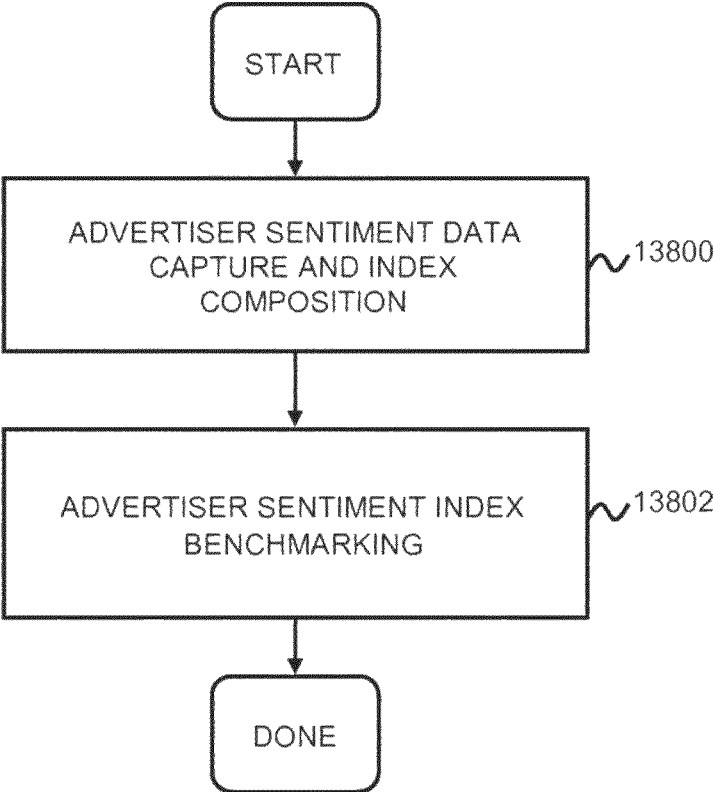 START
ADVERTISER SENTIMENT DATA
CAPTURE AND INDEX
COMPOSITION
13800
ADVERTISER SENTIMENT INDEX
BENCHMARKING
13802
DONE